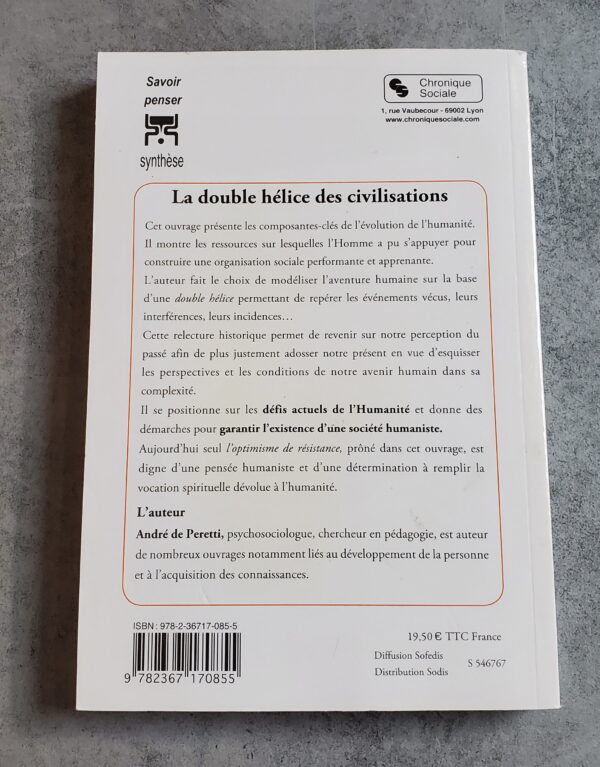 Savoir
penser
synthèse
Chronique
Sociale
1, rue Vaubecour - 69002 Lyon
www.chroniquesociale.com
La double hélice des civilisations
Cet ouvrage présente les composantes-clés de l'évolution de l'humanité.
Il montre les ressources sur lesquelles l'Homme a pu s'appuyer pour
construire une organisation sociale performante et apprenante.
L'auteur fait le choix de modéliser l'aventure humaine sur la base
d'une double hélice permettant de repérer les événements vécus, leurs
interférences, leurs incidences…
Cette relecture historique permet de revenir sur notre perception du
passé afin de plus justement adosser notre présent en vue d'esquisser
les perspectives et les conditions de notre avenir humain dans sa
complexité.
Il se positionne sur les défis actuels de l'Humanité et donne des
démarches pour garantir l'existence d'une société humaniste.
Aujourd'hui seul l'optimisme de résistance, prôné dans cet ouvrage, est
digne d'une pensée humaniste et d'une détermination à remplir la
vocation spirituelle dévolue à l'humanité.
L'auteur
André de Peretti, psychosociologue, chercheur en pédagogie, est auteur
de nombreux ouvrages notamment liés au développement de la personne
et à l'acquisition des connaissances.
ISBN : 978-2-36717-085-5
9 782367 170855
19,50 € TTC France
Diffusion Sofedis
Distribution Sodis
S 546767